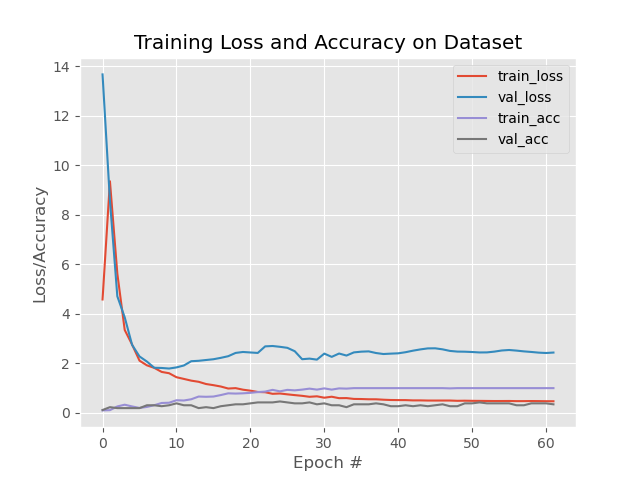 Training Loss and Accuracy on Dataset
train_loss
val_loss
train_acc
val_acc
Loss/Accuracy
14
12
10
8
6
4
2
0
0 10 20 30 40 50 60
Epoch #